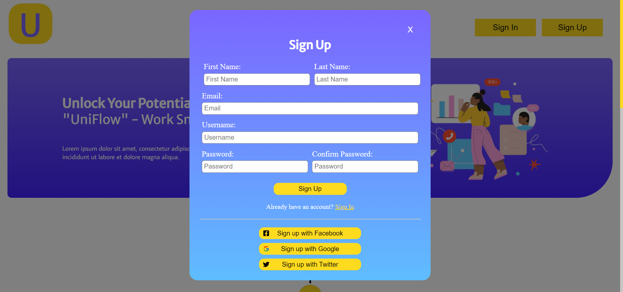 U
Sign In
Sign Up
X
Sign Up
First Name:
Last Name:
First Name
Last Name
Email:
Email
Username:
Username
Password:
Confirm Password:
Password
Password
Sign Up
Already have an account? Sign In
Sign up with Facebook
G Sign up with Google
Sign up with Twitter
Unlock Your Potentia
"UniFlow" - Work Sm
Lorem ipsum dolor sit amet, consectetur adipis
incididunt ut labore et dolore magna aliqua.